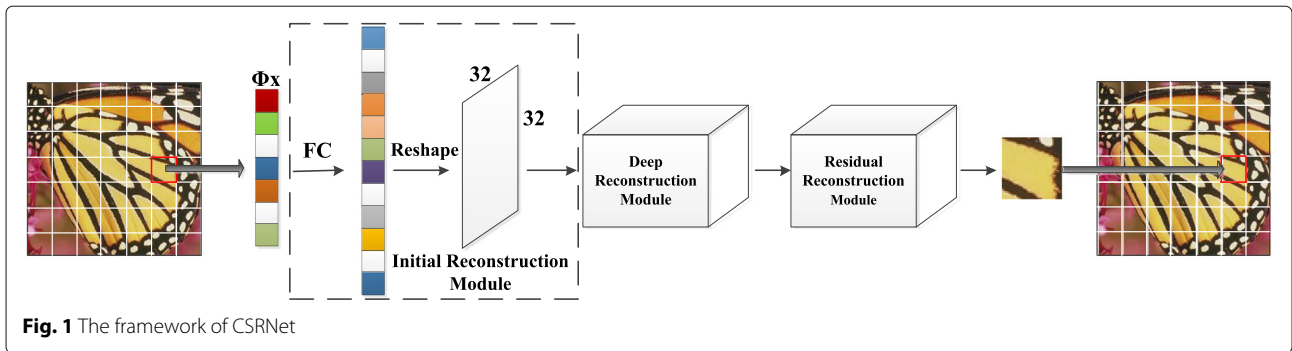 Φx
FC
Reshape
32
32
Initial Reconstruction
Module
Deep
Reconstruction
Module
Residual
Reconstruction
Module
Fig. 1 The framework of CSRNet